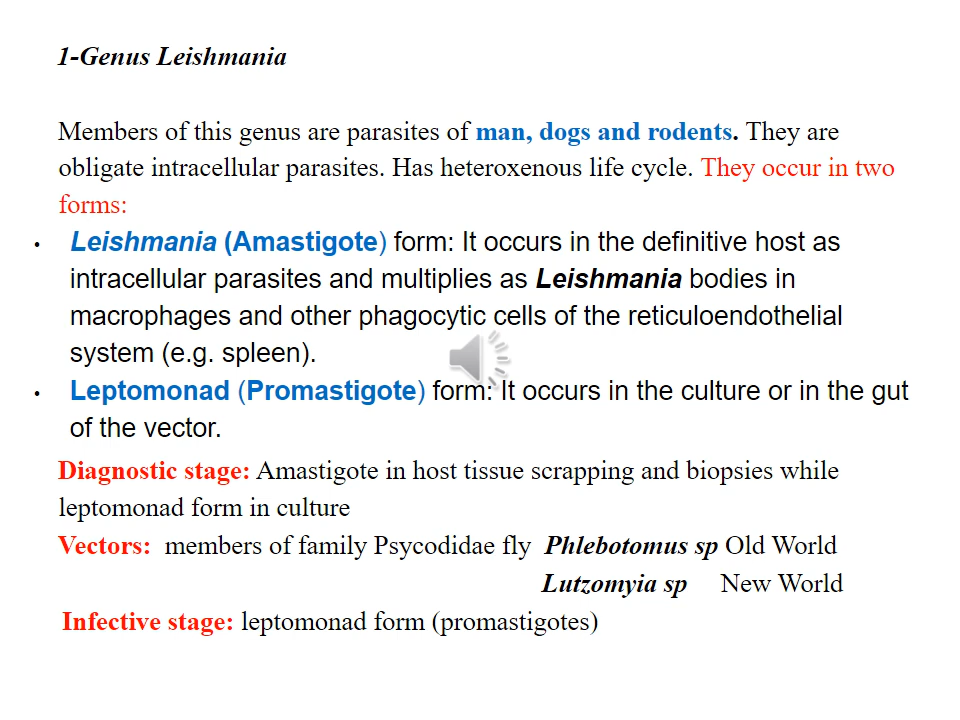 1-Genus Leishmania
Members of this genus are parasites of man, dogs and rodents. They are
obligate intracellular parasites. Has heteroxenous life cycle. They occur in two
forms:
• Leishmania (Amastigote) form: It occurs in the definitive host as
intracellular parasites and multiplies as Leishmania bodies in
macrophages and other phagocytic cells of the reticuloendothelial
system (e.g. spleen).
• Leptomonad (Promastigote) form: It occurs in the culture or in the gut
of the vector.
Diagnostic stage: Amastigote in host tissue scrapping and biopsies while
leptomonad form in culture
Vectors: members of family Psycodidae fly Phlebotomus sp Old World
Lutzomyia sp New World
Infective stage: leptomonad form (promastigotes)